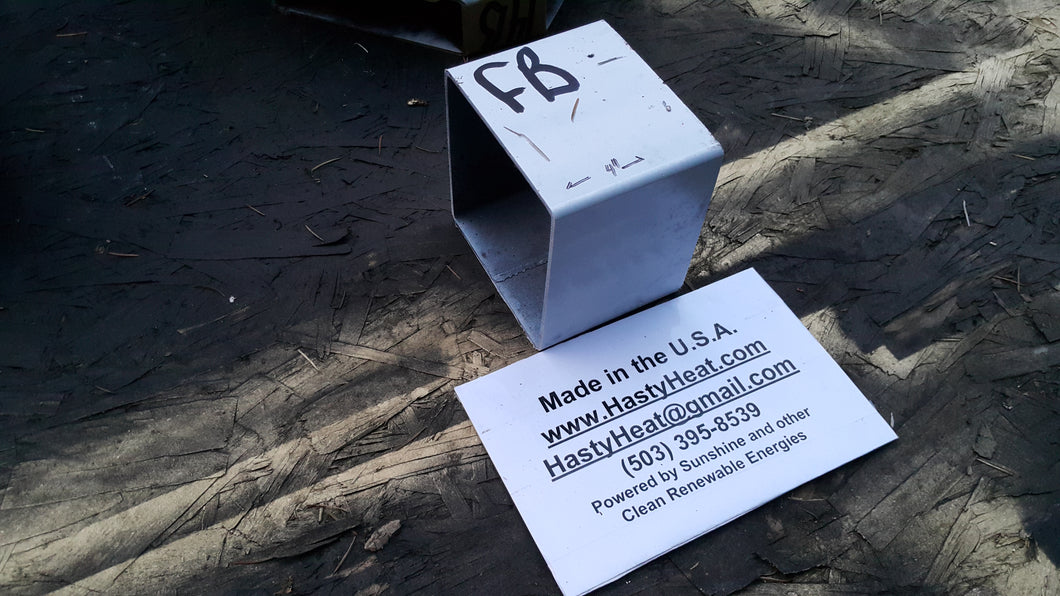 FB
← 4" →
Made in the U.S.A.
www.HastyHeat.com
HastyHeat@gmail.com
(503) 395-8539
Powered by Sunshine and other
Clean Renewable Energies